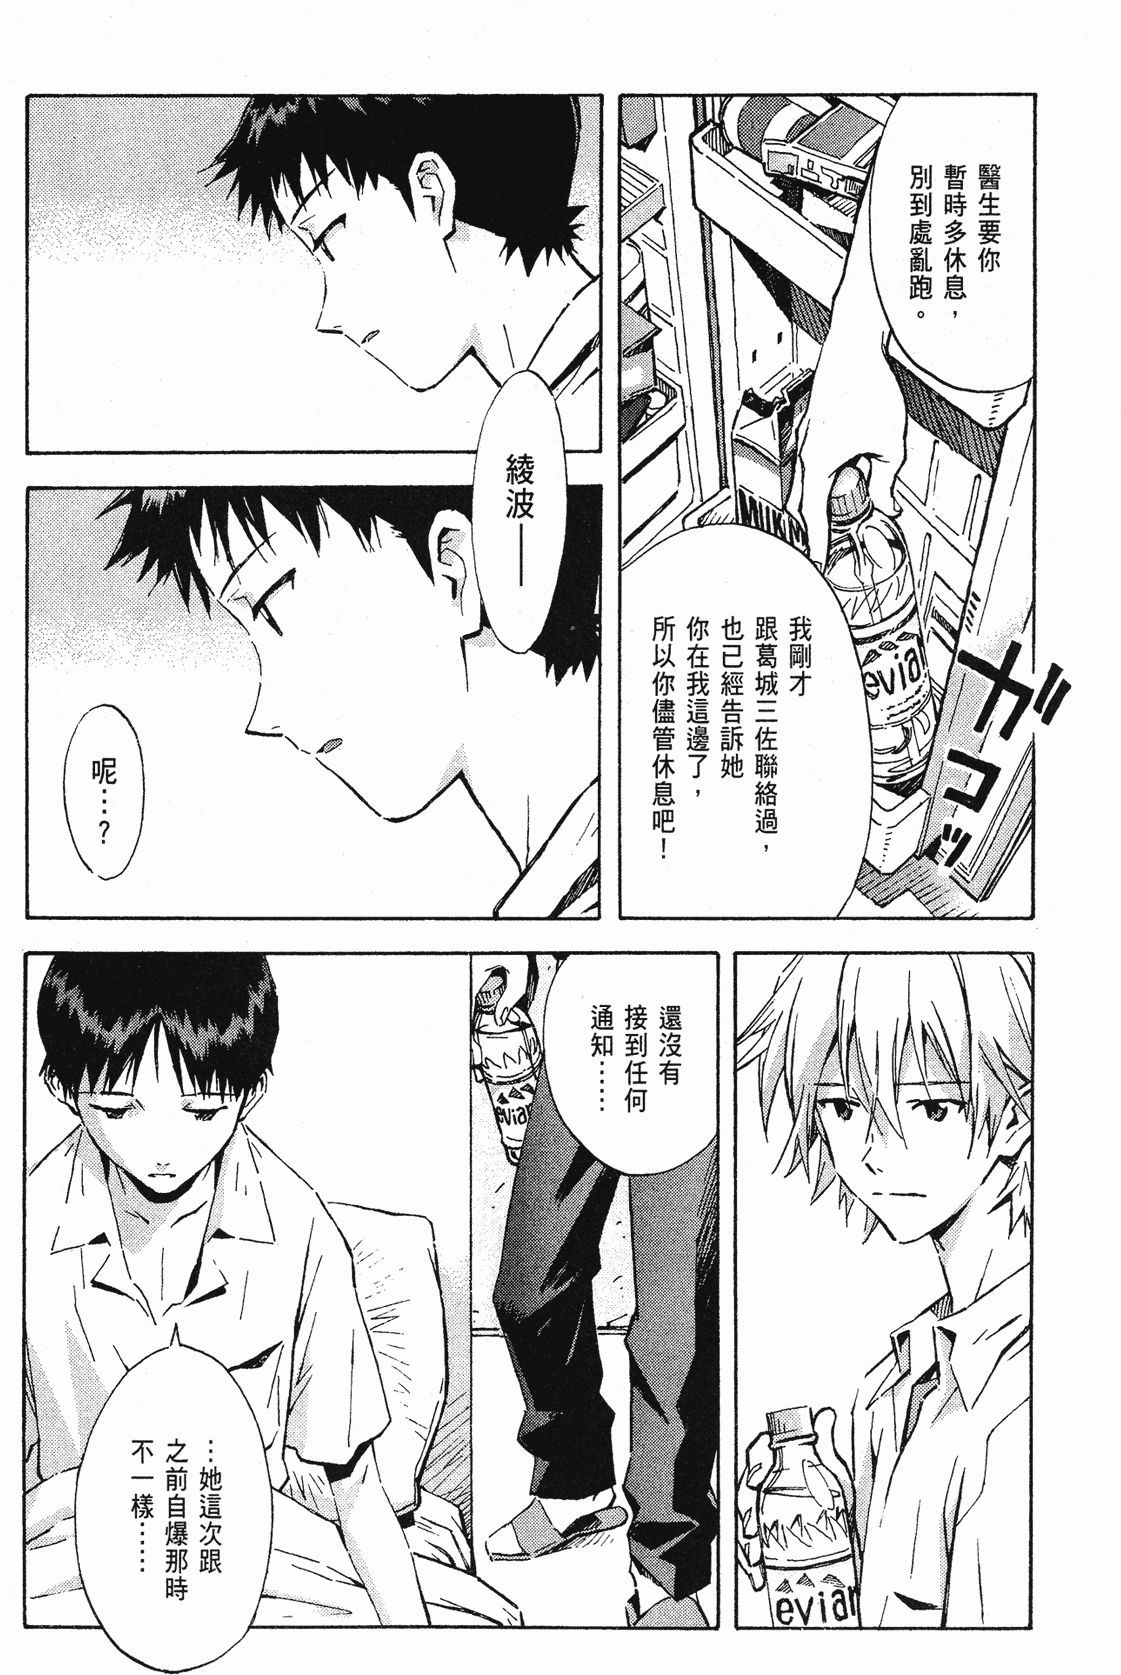 醫生要你
暫時多休息，
別到處亂跑。
MILK
evian
ガコッ
我剛才
跟葛城三佐聯絡過，
也已經告訴她
你在我這邊了，
所以你儘管休息吧！
綾波——
呢…？
還沒有
接到任何
通知……
evian
evian
…她這次跟
之前自爆那時
不一樣……